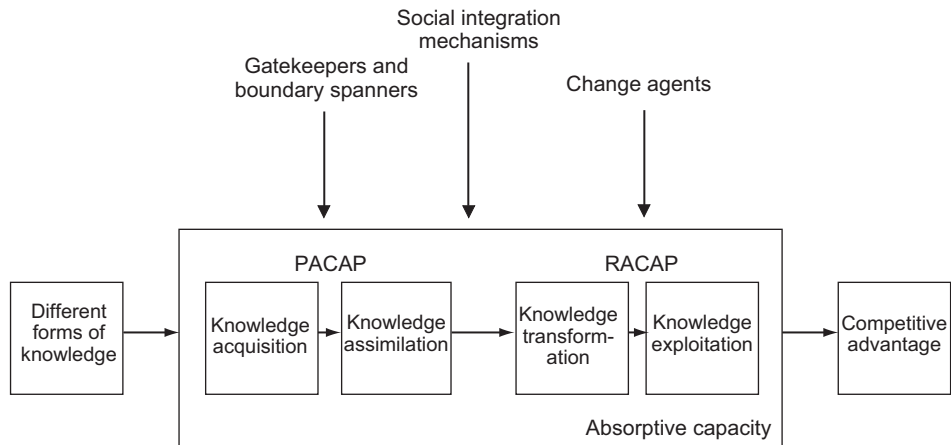 Social integration
mechanisms
Gatekeepers and
boundary spanners
Change agents
PACAP
RACAP
Different
forms of
knowledge
Knowledge
acquisition
Knowledge
assimilation
Knowledge
transform-
ation
Knowledge
exploitation
Competitive
advantage
Absorptive capacity